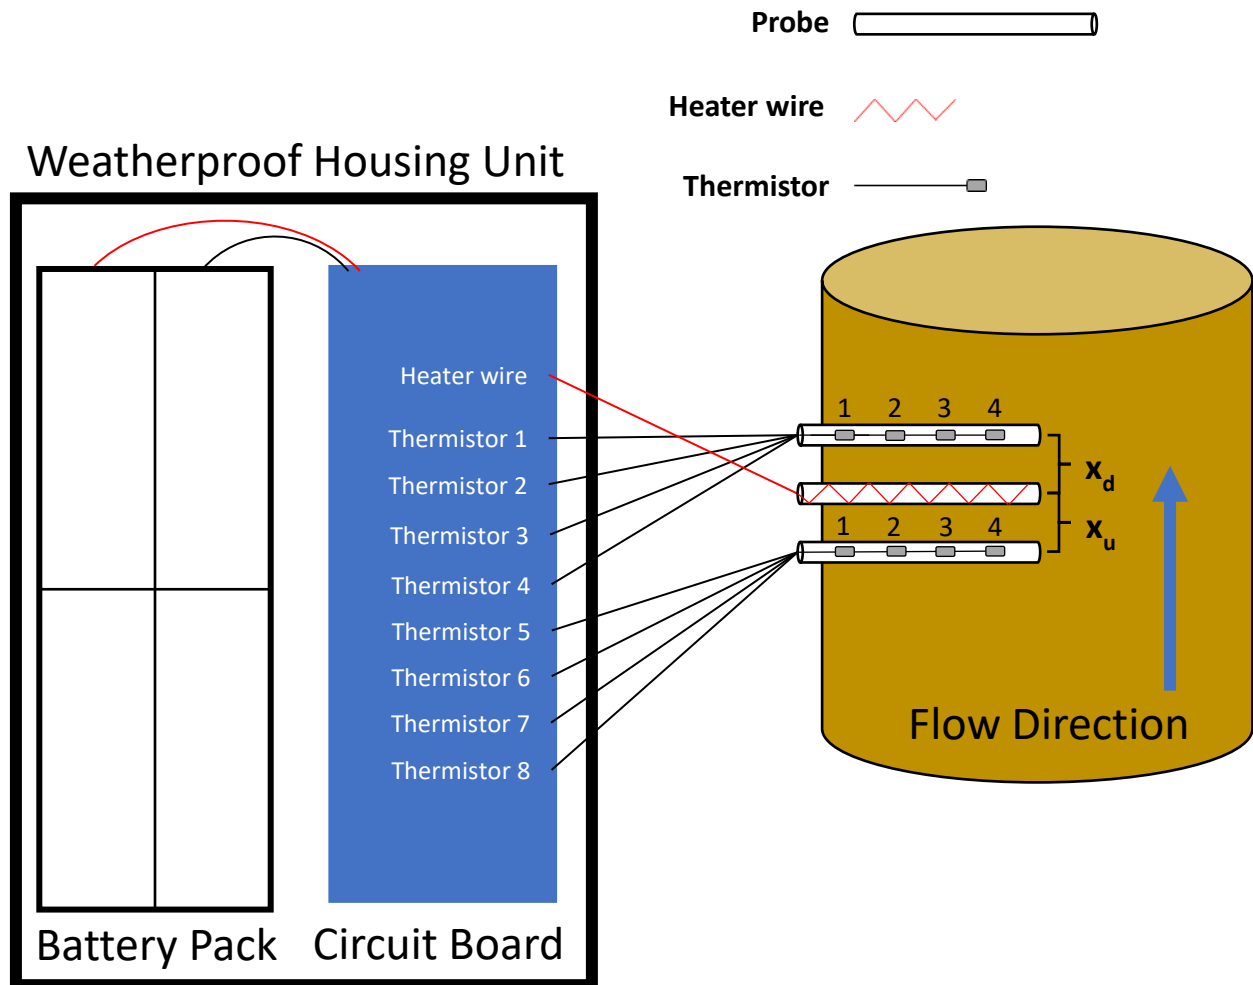 Probe
Heater wire
Thermistor
Weatherproof Housing Unit
Heater wire
Thermistor 1
Thermistor 2
Thermistor 3
Thermistor 4
Thermistor 5
Thermistor 6
Thermistor 7
Thermistor 8
Battery Pack
Circuit Board
1 2 3 4
xd
1 2 3 4
xu
Flow Direction